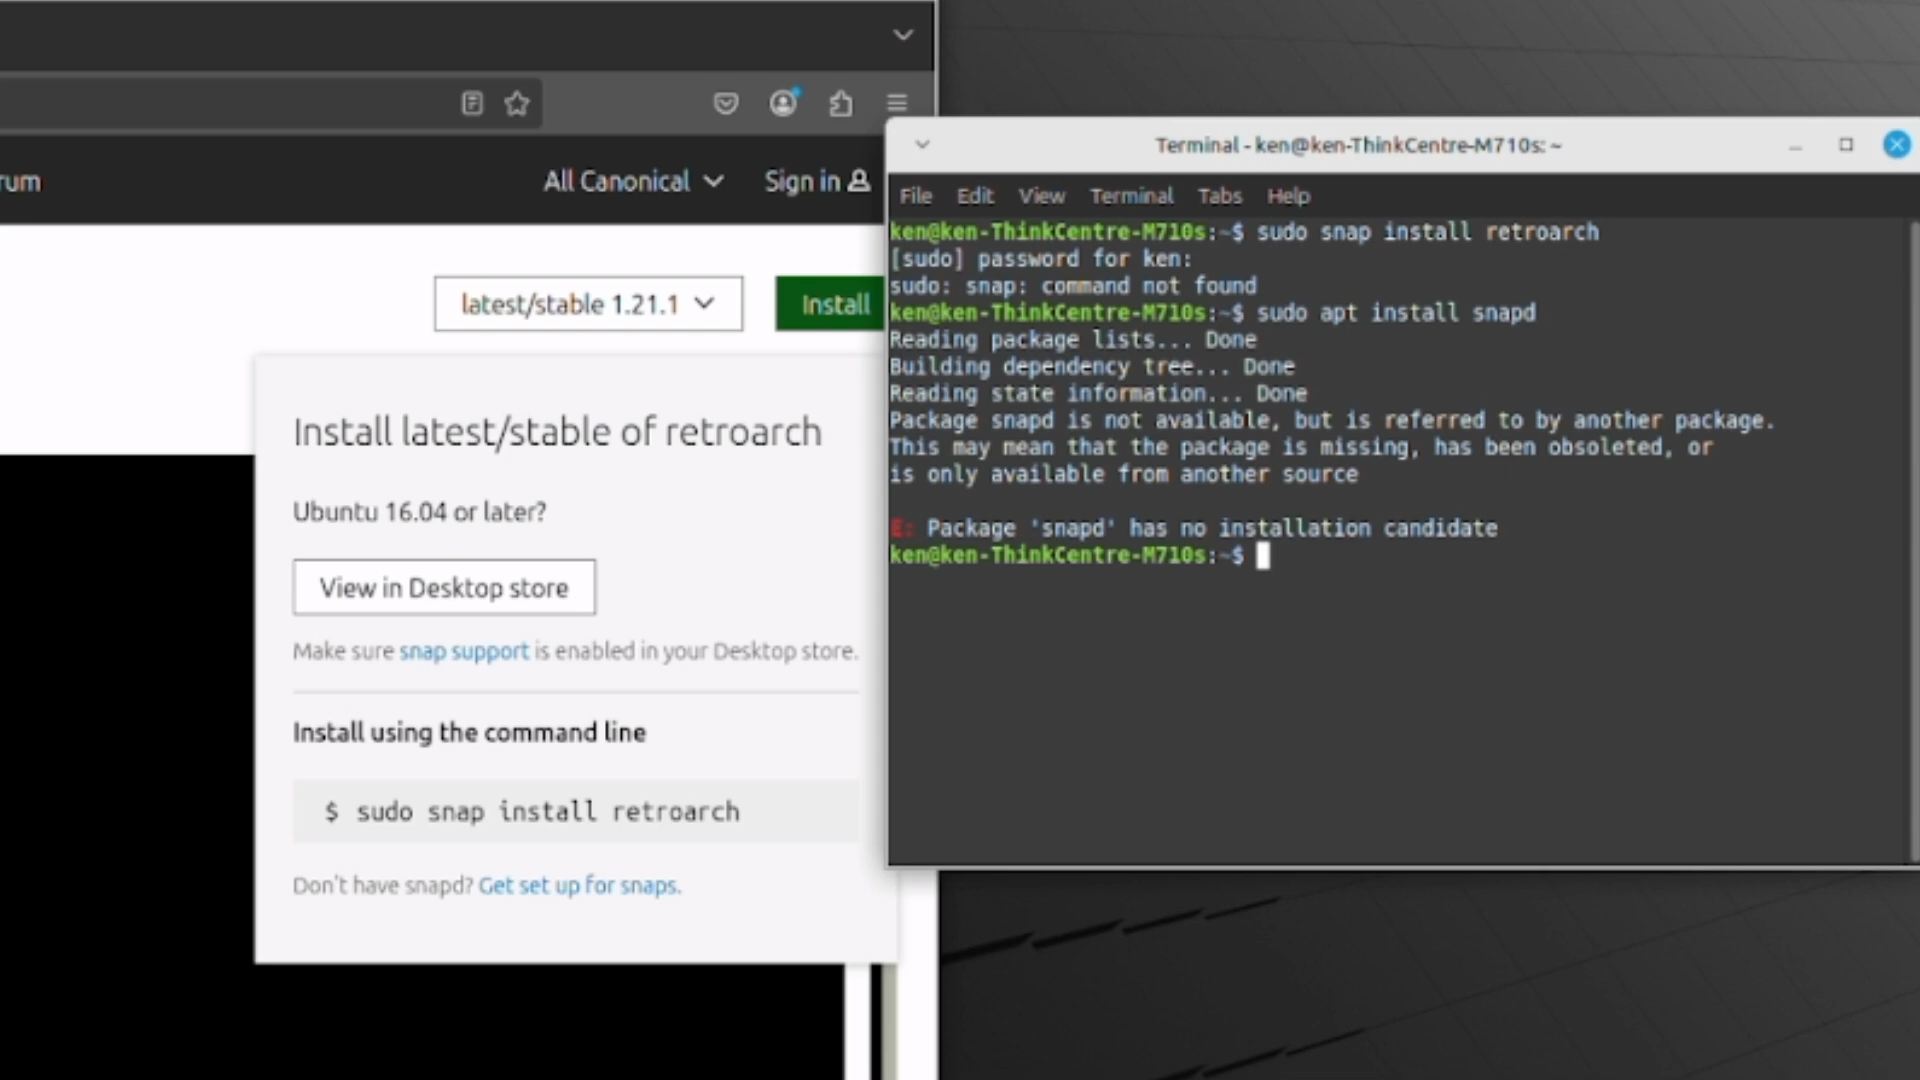 rum
All Canonical
Sign in
latest/stable 1.21.1
Install
Install latest/stable of retroarch
Ubuntu 16.04 or later?
View in Desktop store
Make sure snap support is enabled in your Desktop store.
Install using the command line
$ sudo snap install retroarch
Don't have snapd? Get set up for snaps.
Terminal - ken@ken-ThinkCentre-M710s: ~
File Edit View Terminal Tabs Help
ken@ken-ThinkCentre-M710s:~$ sudo snap install retroarch
[sudo] password for ken:
sudo: snap: command not found
ken@ken-ThinkCentre-M710s:~$ sudo apt install snapd
Reading package lists... Done
Building dependency tree... Done
Reading state information... Done
Package snapd is not available, but is referred to by another package.
This may mean that the package is missing, has been obsoleted, or
is only available from another source
E: Package 'snapd' has no installation candidate
ken@ken-ThinkCentre-M710s:~$